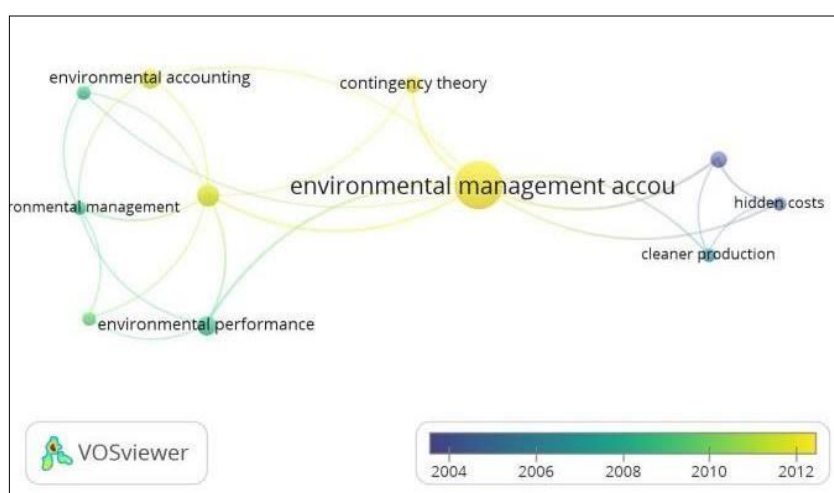 environmental accounting
contingency theory
environmental management accou
hidden costs
ronmental management
cleaner production
environmental performance
VOSviewer
2004 2006 2008 2010 2012